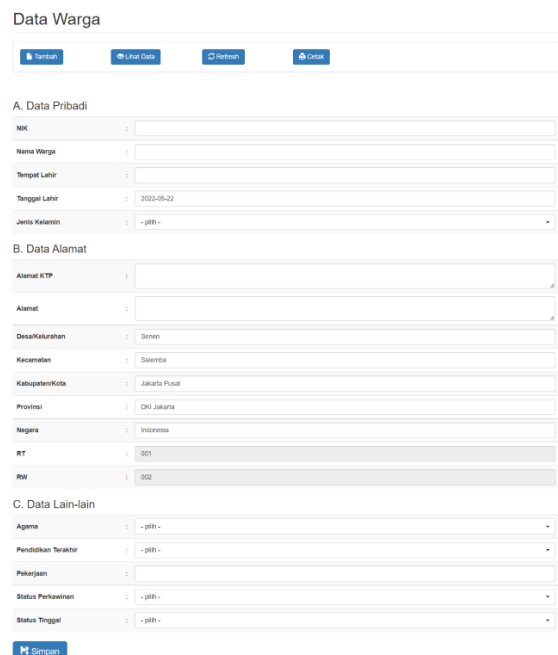 Data Warga
Tambah Lihat Data Refresh Cetak
A. Data Pribadi
NIK :
Nama Warga :
Tempat Lahir :
Tanggal Lahir : 2022-05-22
Jenis Kelamin : - pilih -
B. Data Alamat
Alamat KTP :
Alamat :
Desa/Kelurahan : Senen
Kecamatan : Salemba
Kabupaten/Kota : Jakarta Pusat
Provinsi : DKI Jakarta
Negara : Indonesia
RT : 001
RW : 002
C. Data Lain-lain
Agama : - pilih -
Pendidikan Terakhir : - pilih -
Pekerjaan :
Status Perkawinan : - pilih -
Status Tinggal : - pilih -
Simpan